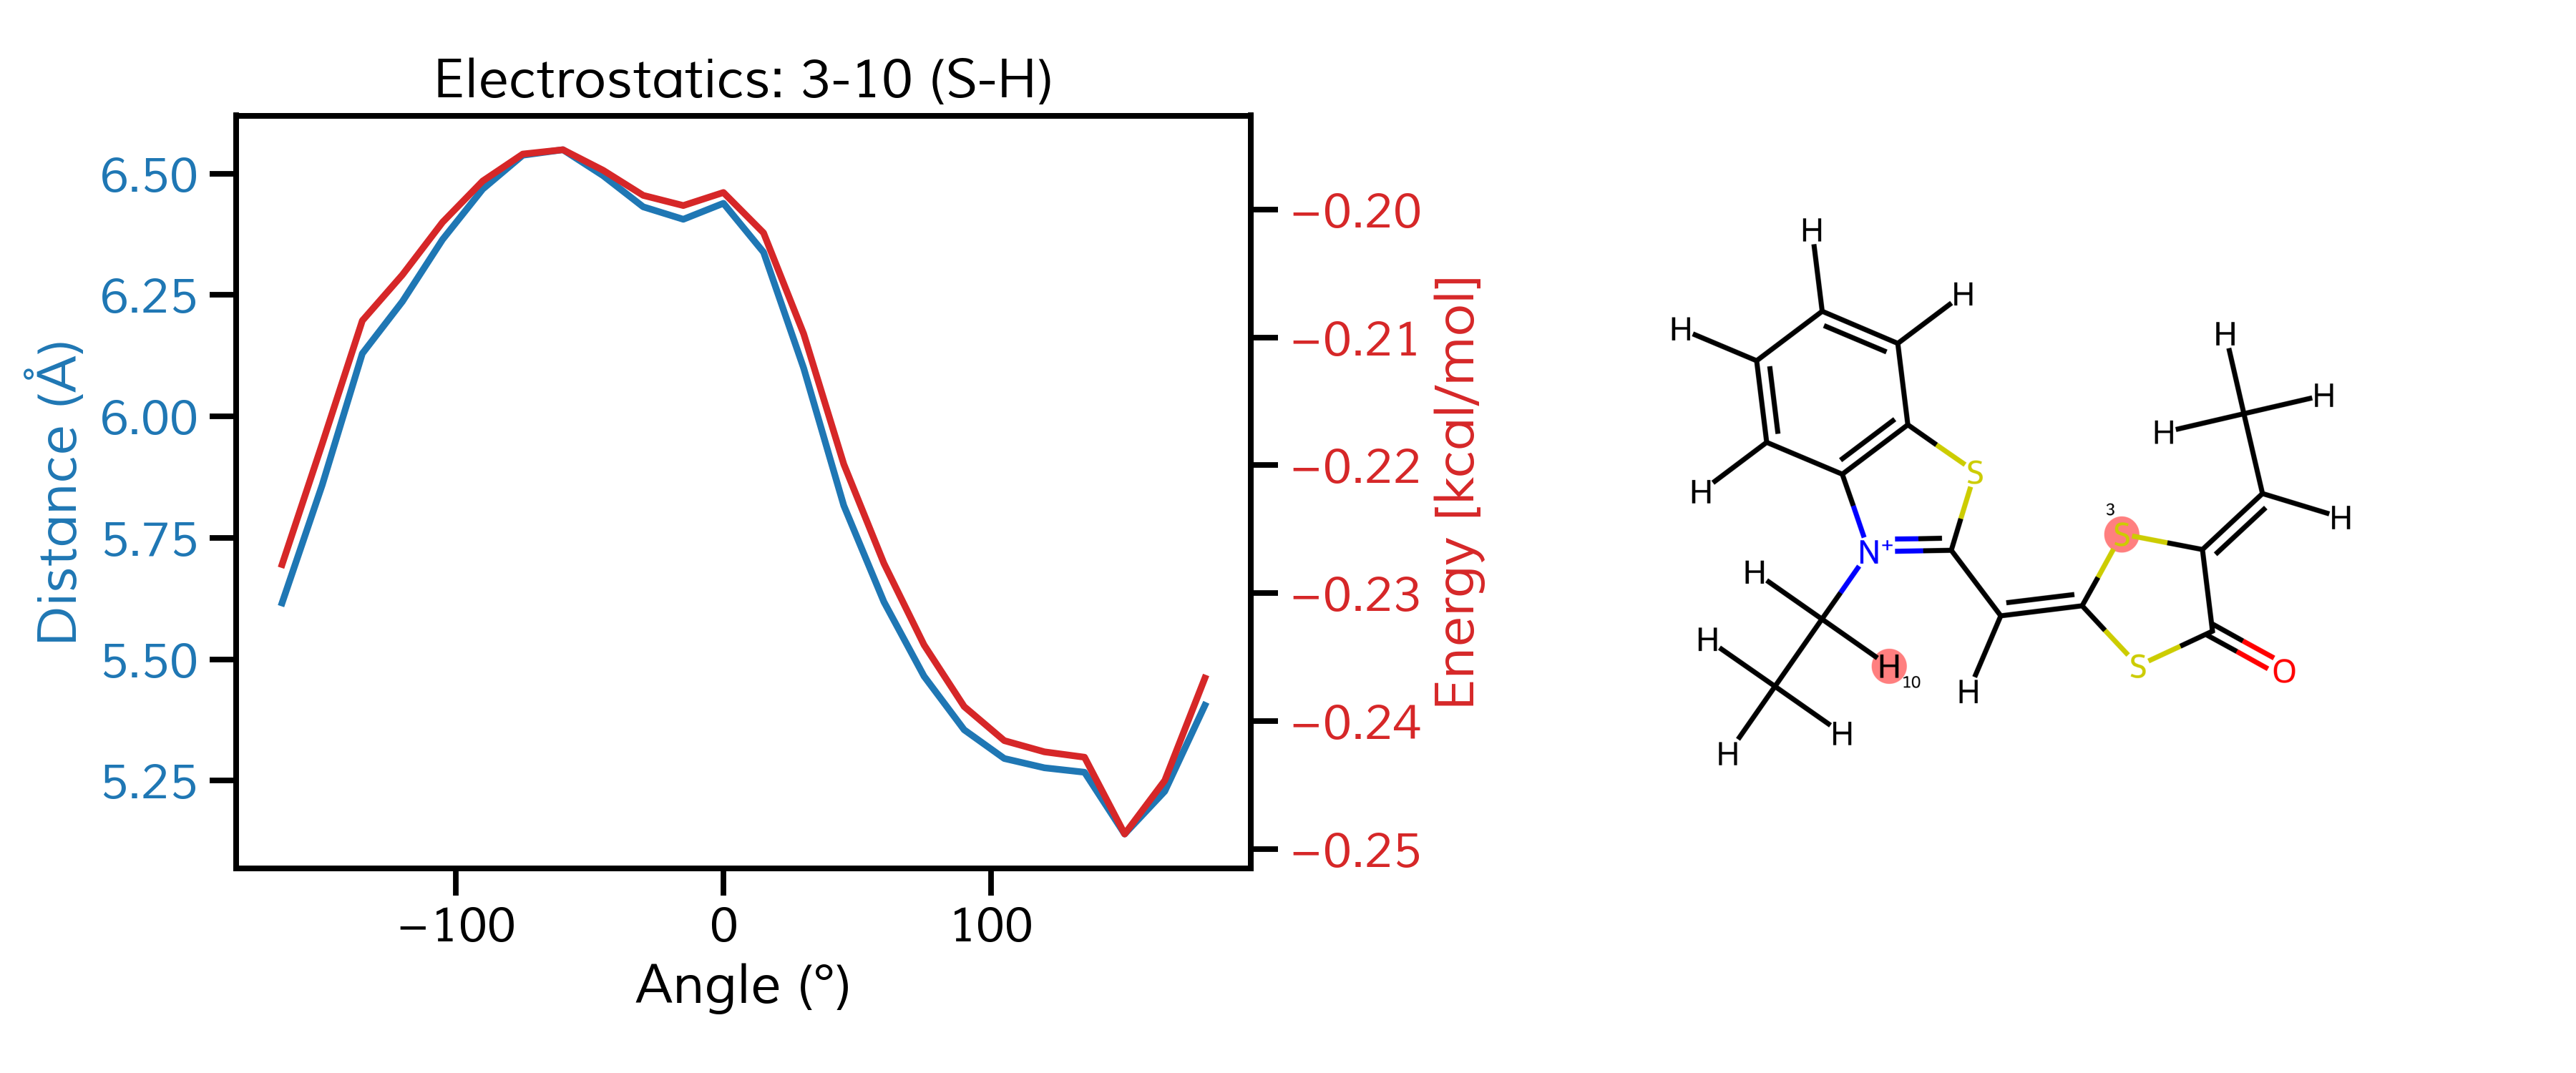 Electrostatics: 3-10 (S-H)
6.50
6.25
6.00
5.75
5.50
5.25
Distance (Å)
−100
0
100
Angle (°)
−0.20
−0.21
−0.22
−0.23
−0.24
−0.25
Energy [kcal/mol]
H
H
H
H
H
H
H
S
3
S
H
N+
H
H
H
10
H
S
O
H
H